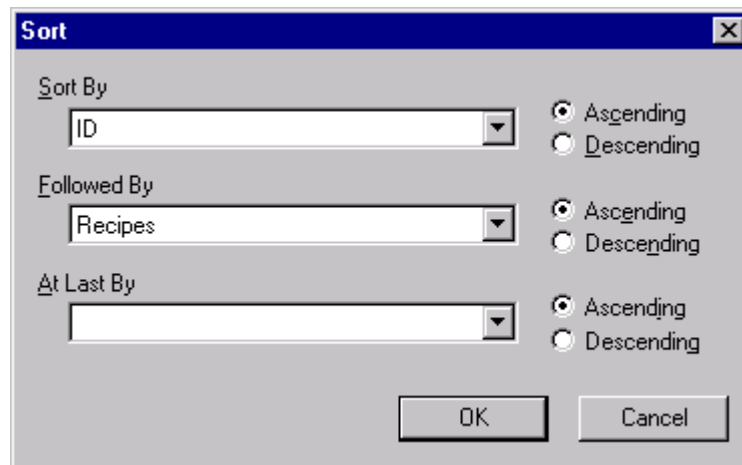 Sort
Sort By
ID
Ascending
Descending
Followed By
Recipes
Ascending
Descending
At Last By
Ascending
Descending
OK
Cancel